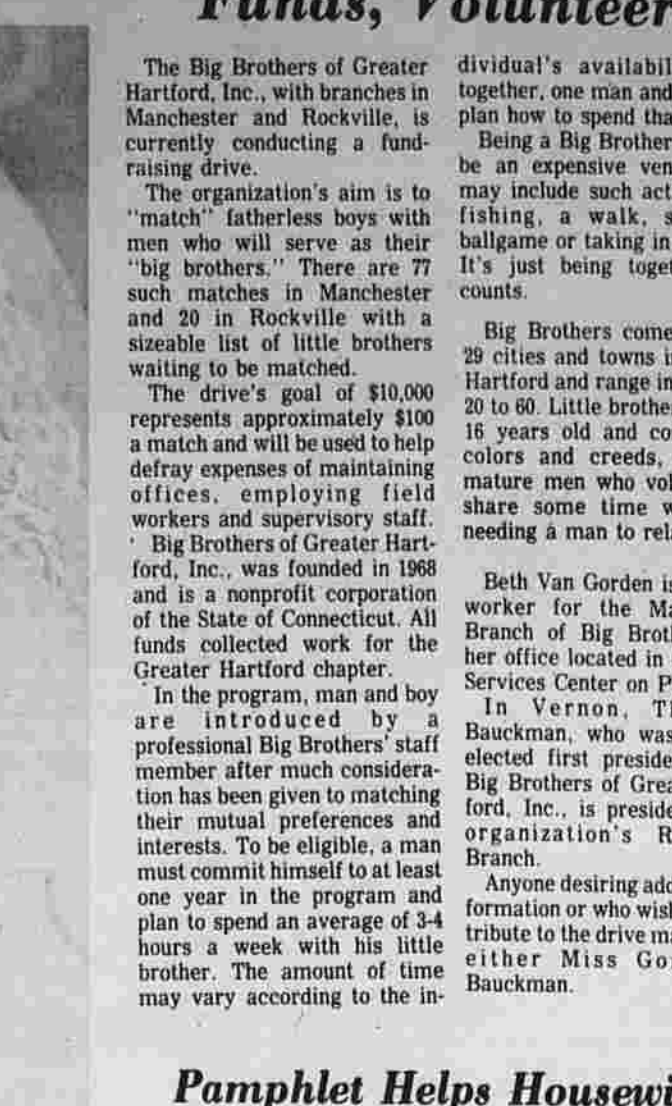 Funds, Volunteer
The Big Brothers of Greater
Hartford, Inc., with branches in
Manchester and Rockville, is
currently conducting a fund-
raising drive.
The organization's aim is to
"match" fatherless boys with
men who will serve as their
"big brothers." There are 77
such matches in Manchester
and 20 in Rockville with a
sizeable list of little brothers
waiting to be matched.
The drive's goal of $10,000
represents approximately $100
a match and will be used to help
defray expenses of maintaining
offices, employing field
workers and supervisory staff.
Big Brothers of Greater Hart-
ford, Inc., was founded in 1968
and is a nonprofit corporation
of the State of Connecticut. All
funds collected work for the
Greater Hartford chapter.
In the program, man and boy
are introduced by a
professional Big Brothers' staff
member after much considera-
tion has been given to matching
their mutual preferences and
interests. To be eligible, a man
must commit himself to at least
one year in the program and
plan to spend an average of 3-4
hours a week with his little
brother. The amount of time
may vary according to the in-
dividual's availabil
together, one man and
plan how to spend tha
Being a Big Brother
be an expensive ven
may include such act
fishing, a walk, s
ballgame or taking in
It's just being toget
counts.
Big Brothers come
29 cities and towns i
Hartford and range in
20 to 60. Little brothe
16 years old and co
colors and creeds,
mature men who vol
share some time w
needing a man to rel
Beth Van Gorden is
worker for the Ma
Branch of Big Brot
her office located in
Services Center on P
In Vernon, T
Bauckman, who was
elected first preside
Big Brothers of Grea
ford, Inc., is preside
organization's R
Branch.
Anyone desiring add
formation or who wis
tribute to the drive ma
either Miss Go
Bauckman.
Pamphlet Helps Housewi